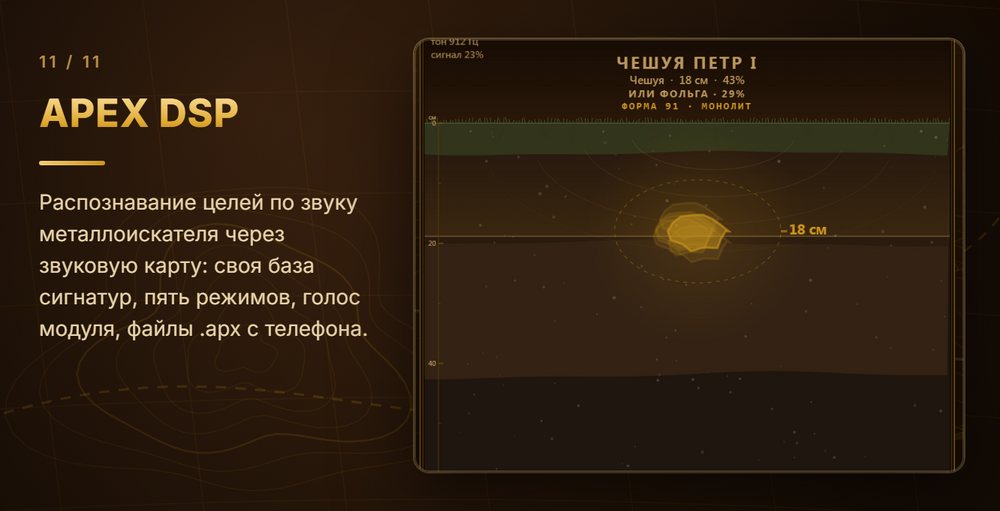 11 / 11
APEX DSP
Распознавание целей по звуку
металлоискателя через
звуковую карту: своя база
сигнатур, пять режимов, голос
модуля, файлы .apx с телефона.
тон 912 Гц
сигнал 23%
ЧЕШУЯ ПЕТР I
Чешуя · 18 см · 43%
ИЛИ ФОЛЬГА · 29%
ФОРМА 91 · МОНОЛИТ
см
0
18 см
20
40